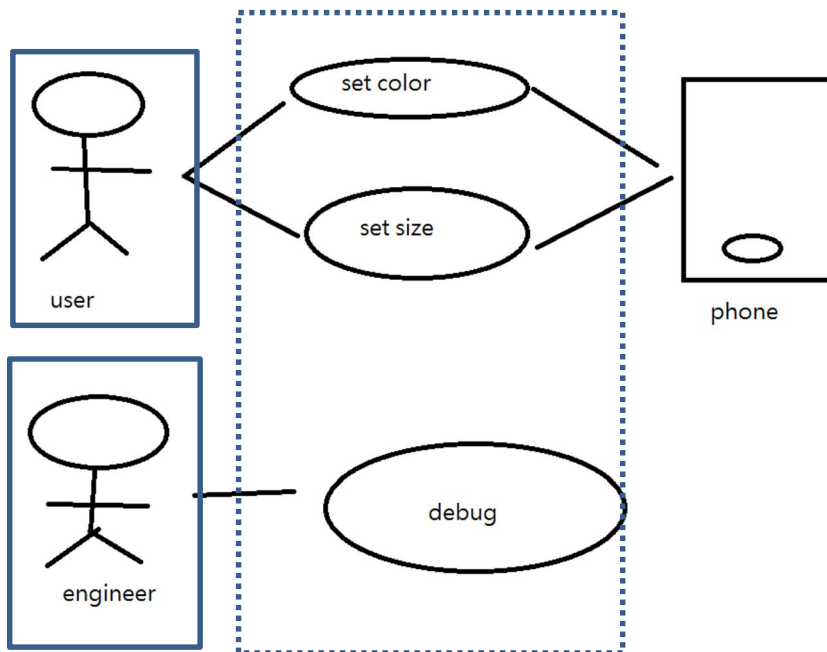 set color
set size
user
phone
debug
engineer